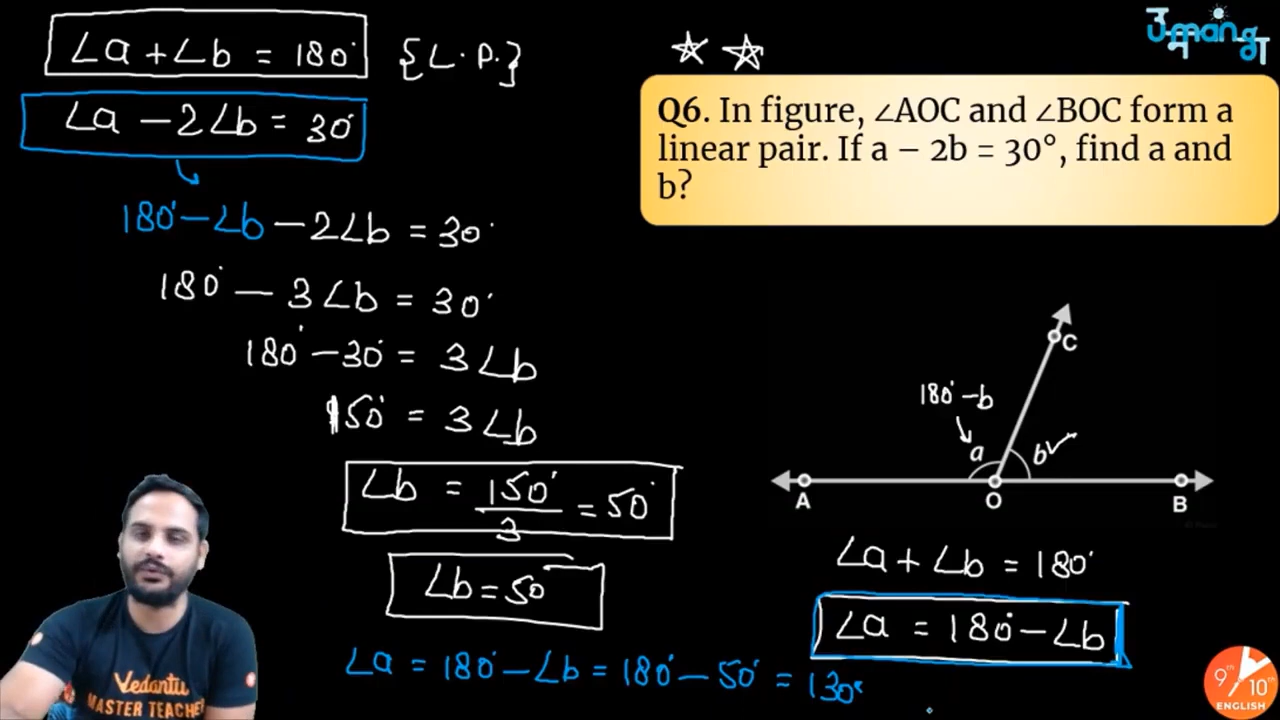 ∠a + ∠b = 180° {L.P.}
∠a − 2∠b = 30°
180° − ∠b − 2∠b = 30°
180° − 3∠b = 30°
180° − 30° = 3∠b
150° = 3∠b
∠b = 150°/3 = 50°
∠b = 50°
∠a = 180° − ∠b = 180° − 50° = 130°
उमंang
Q6. In figure, ∠AOC and ∠BOC form a
linear pair. If a – 2b = 30°, find a and
b?
C
180° − b
a b
A O B
∠a + ∠b = 180°
∠a = 180° − ∠b
Vedantu
MASTER TEACHER
9th 10th
ENGLISH